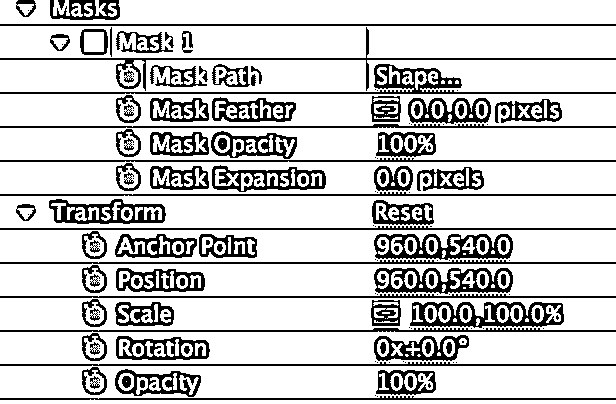 Masks
Mask 1
Mask Path Shape...
Mask Feather 0.0,0.0 pixels
Mask Opacity 100%
Mask Expansion 0.0 pixels
Transform Reset
Anchor Point 960.0,540.0
Position 960.0,540.0
Scale 100.0,100.0%
Rotation 0x+0.0°
Opacity 100%